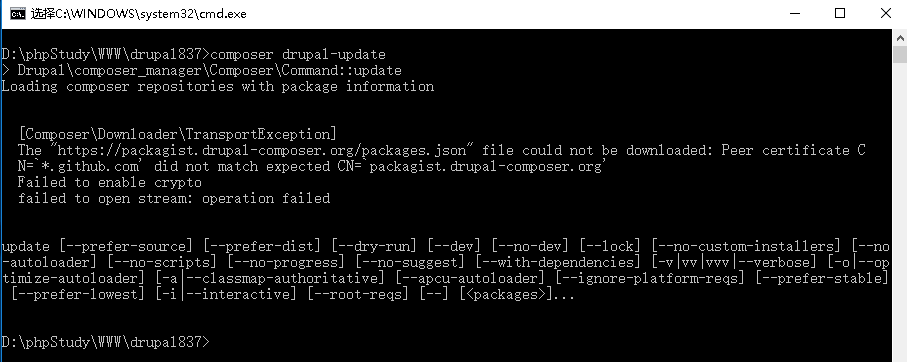 选择C:\WINDOWS\system32\cmd.exe
D:\phpStudy\WWW\drupal837>composer drupal-update
> Drupal\composer_manager\Composer\Command::update
Loading composer repositories with package information
[Composer\Downloader\TransportException]
The "https://packagist.drupal-composer.org/packages.json" file could not be downloaded: Peer certificate C
N=`*.github.com' did not match expected CN=`packagist.drupal-composer.org'
Failed to enable crypto
failed to open stream: operation failed
update [--prefer-source] [--prefer-dist] [--dry-run] [--dev] [--no-dev] [--lock] [--no-custom-installers] [--no
-autoloader] [--no-scripts] [--no-progress] [--no-suggest] [--with-dependencies] [-v|vv|vvv|--verbose] [-o|--op
timize-autoloader] [-a|--classmap-authoritative] [--apcu-autoloader] [--ignore-platform-reqs] [--prefer-stable]
[--prefer-lowest] [-i|--interactive] [--root-reqs] [--] [<packages>]...
D:\phpStudy\WWW\drupal837>